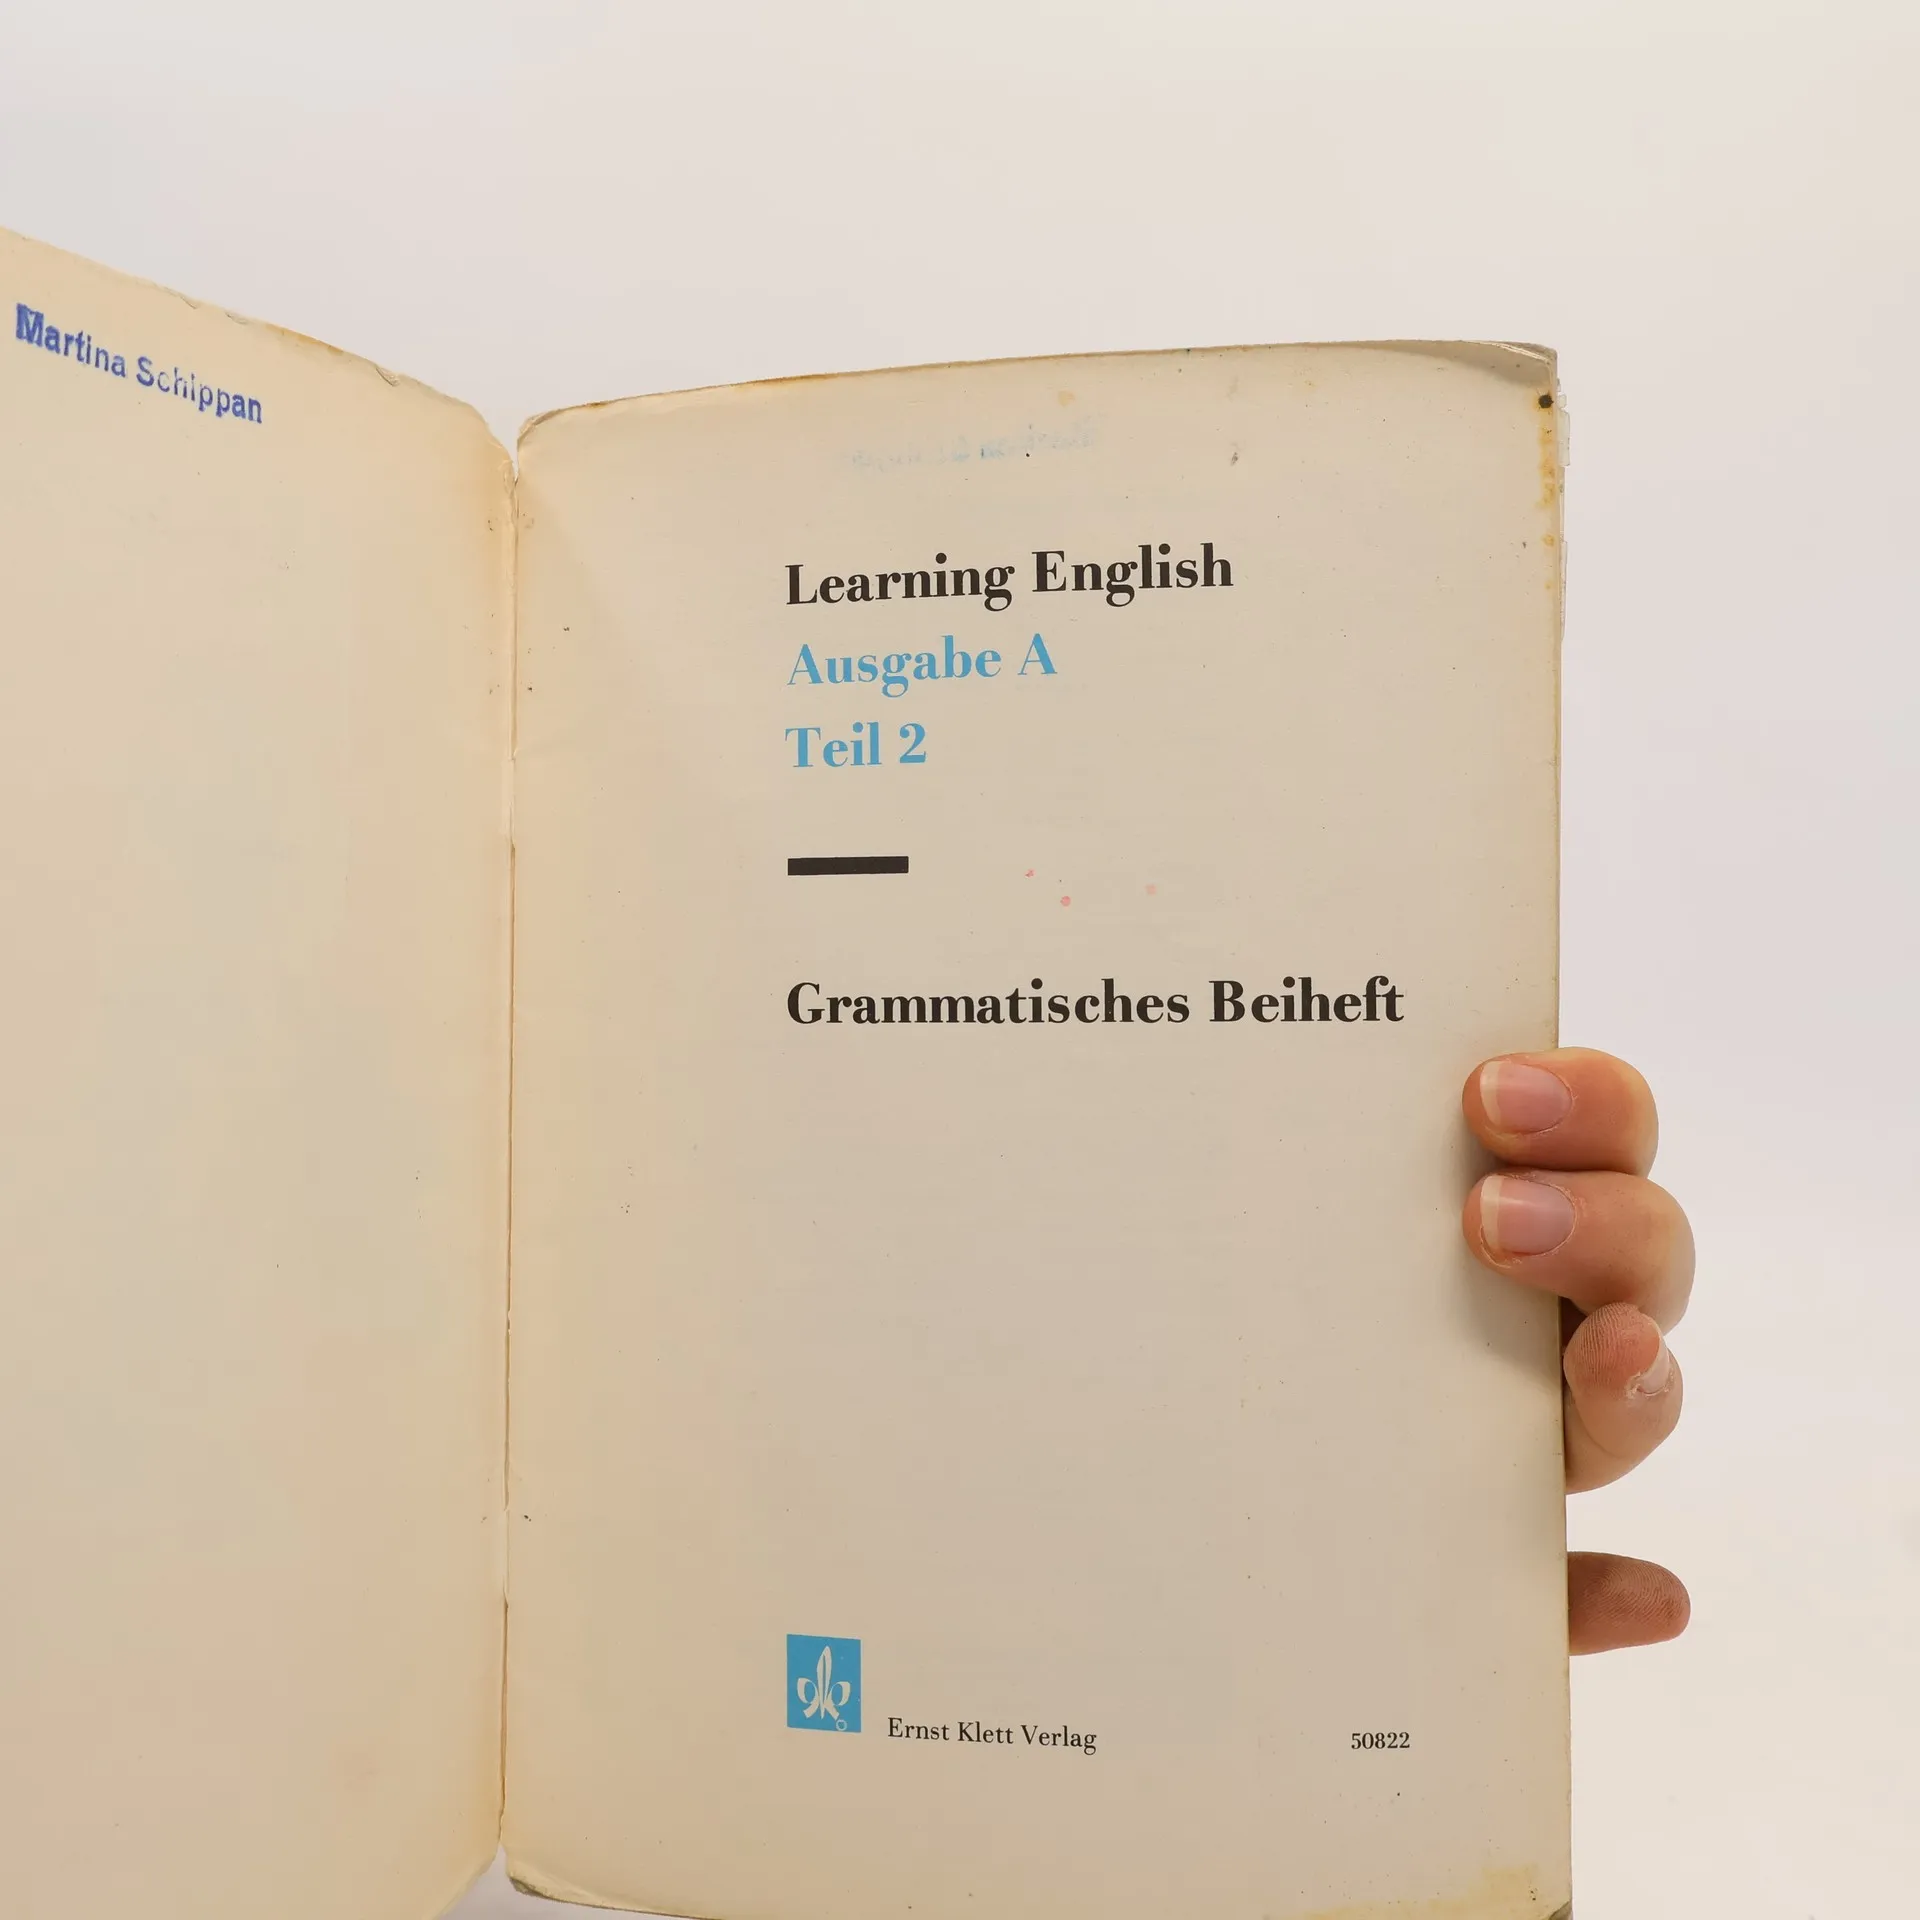 Martina Schippan
Learning English
Ausgabe A
Teil 2
Grammatisches Beiheft
Ernst Klett Verlag
50822